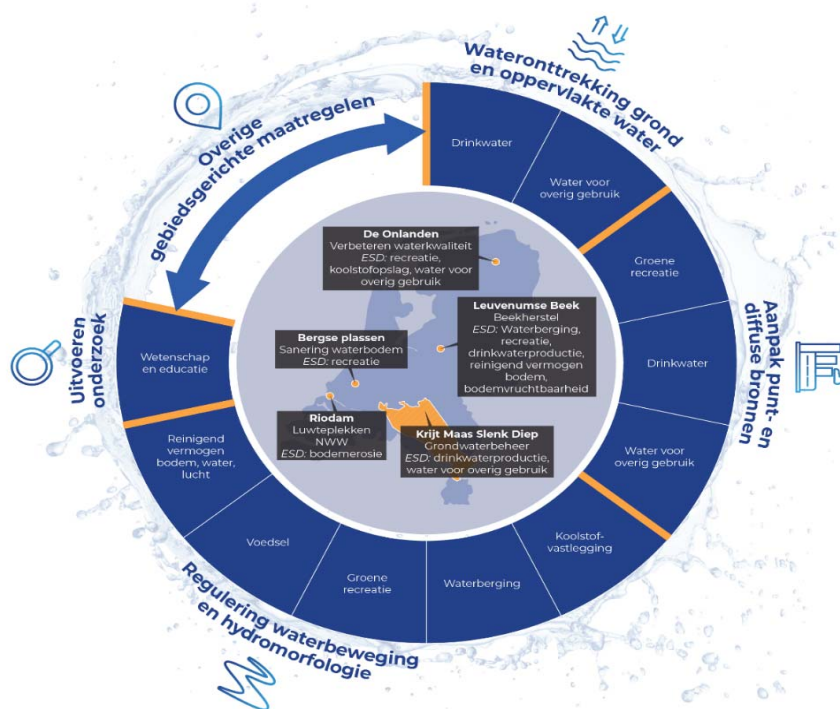 Wateronttrekking grond
en oppervlakte water
Drinkwater
Water voor
overig gebruik
Aanpak punt- en
diffuse bronnen
Groene
recreatie
Drinkwater
Water voor
overig gebruik
Regulering waterbeweging
en hydromorfologie
Koolstof-
vastlegging
Waterberging
Groene
recreatie
Voedsel
Reinigend
vermogen
bodem, water,
lucht
Uitvoeren
onderzoek
Wetenschap
en educatie
Overige
gebiedsgerichte maatregelen
De Onlanden
Verbeteren waterkwaliteit
ESD: recreatie,
koolstofopslag, water voor
overig gebruik
Leuvenumse Beek
Beekherstel
ESD: Waterberging,
recreatie,
drinkwaterproductie,
reinigend vermogen
bodem,
bodemvruchtbaarheid
Bergse plassen
Sanering waterbodem
ESD: recreatie
Riodam
Luwteplekken
NWW
ESD: bodemerosie
Krijt Maas Slenk Diep
Grondwaterbeheer
ESD: drinkwaterproductie,
water voor overig gebruik